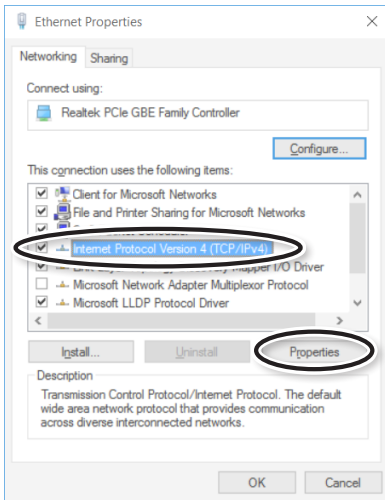 Ethernet Properties
Networking Sharing
Connect using:
Realtek PCIe GBE Family Controller
Configure...
This connection uses the following items:
Client for Microsoft Networks
File and Printer Sharing for Microsoft Networks
Internet Protocol Version 4 (TCP/IPv4)
Mapper I/O Driver
Microsoft Network Adapter Multiplexor Protocol
Microsoft LLDP Protocol Driver
Install... Uninstall Properties
Description
Transmission Control Protocol/Internet Protocol. The default
wide area network protocol that provides communication
across diverse interconnected networks.
OK Cancel